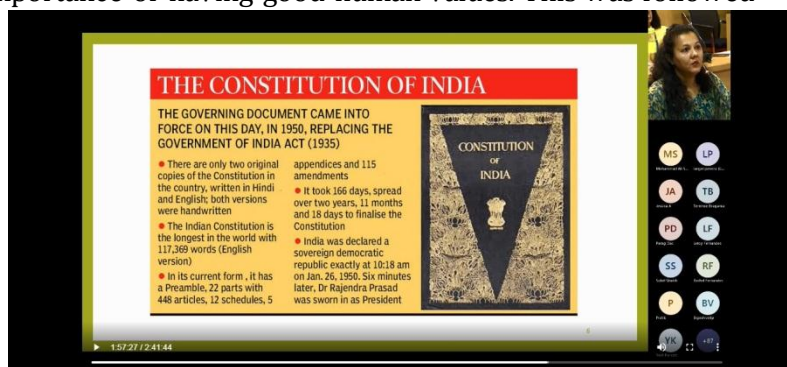 mportance of having good human values. This was followed
THE CONSTITUTION OF INDIA
THE GOVERNING DOCUMENT CAME INTO
FORCE ON THIS DAY, IN 1950, REPLACING THE
GOVERNMENT OF INDIA ACT (1935)
● There are only two original
copies of the Constitution in
the country, written in Hindi
and English; both versions
were handwritten
● The Indian Constitution is
the longest in the world with
117,369 words (English
version)
● In its current form , it has
a Preamble, 22 parts with
448 articles, 12 schedules, 5
appendices and 115
amendments
● It took 166 days, spread
over two years, 11 months
and 18 days to finalise the
Constitution
● India was declared a
sovereign democratic
republic exactly at 10:18 am
on Jan. 26, 1950. Six minutes
later, Dr Rajendra Prasad
was sworn in as President
CONSTITUTION
OF
INDIA
MS
LP
JA
TB
PD
LF
SS
RF
P
BV
YK
+87
1:57:27 / 2:41:44